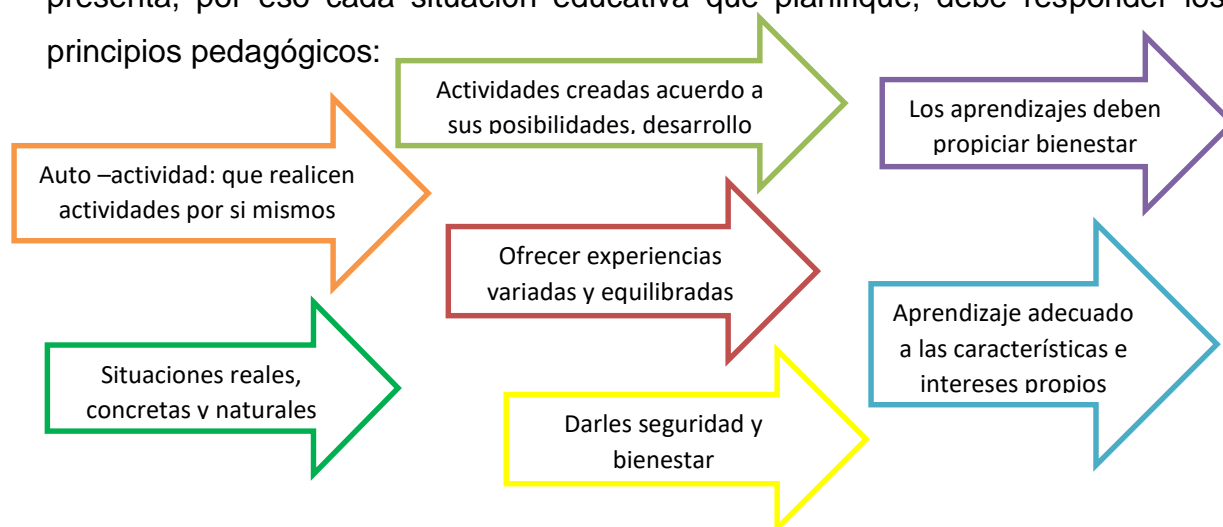 presenta, por eso cada situación educativa que planifique, debe responder los
principios pedagógicos:
Actividades creadas acuerdo a
sus posibilidades, desarrollo
Los aprendizajes deben
propiciar bienestar
Auto –actividad: que realicen
actividades por si mismos
Ofrecer experiencias
variadas y equilibradas
Aprendizaje adecuado
a las características e
intereses propios
Situaciones reales,
concretas y naturales
Darles seguridad y
bienestar